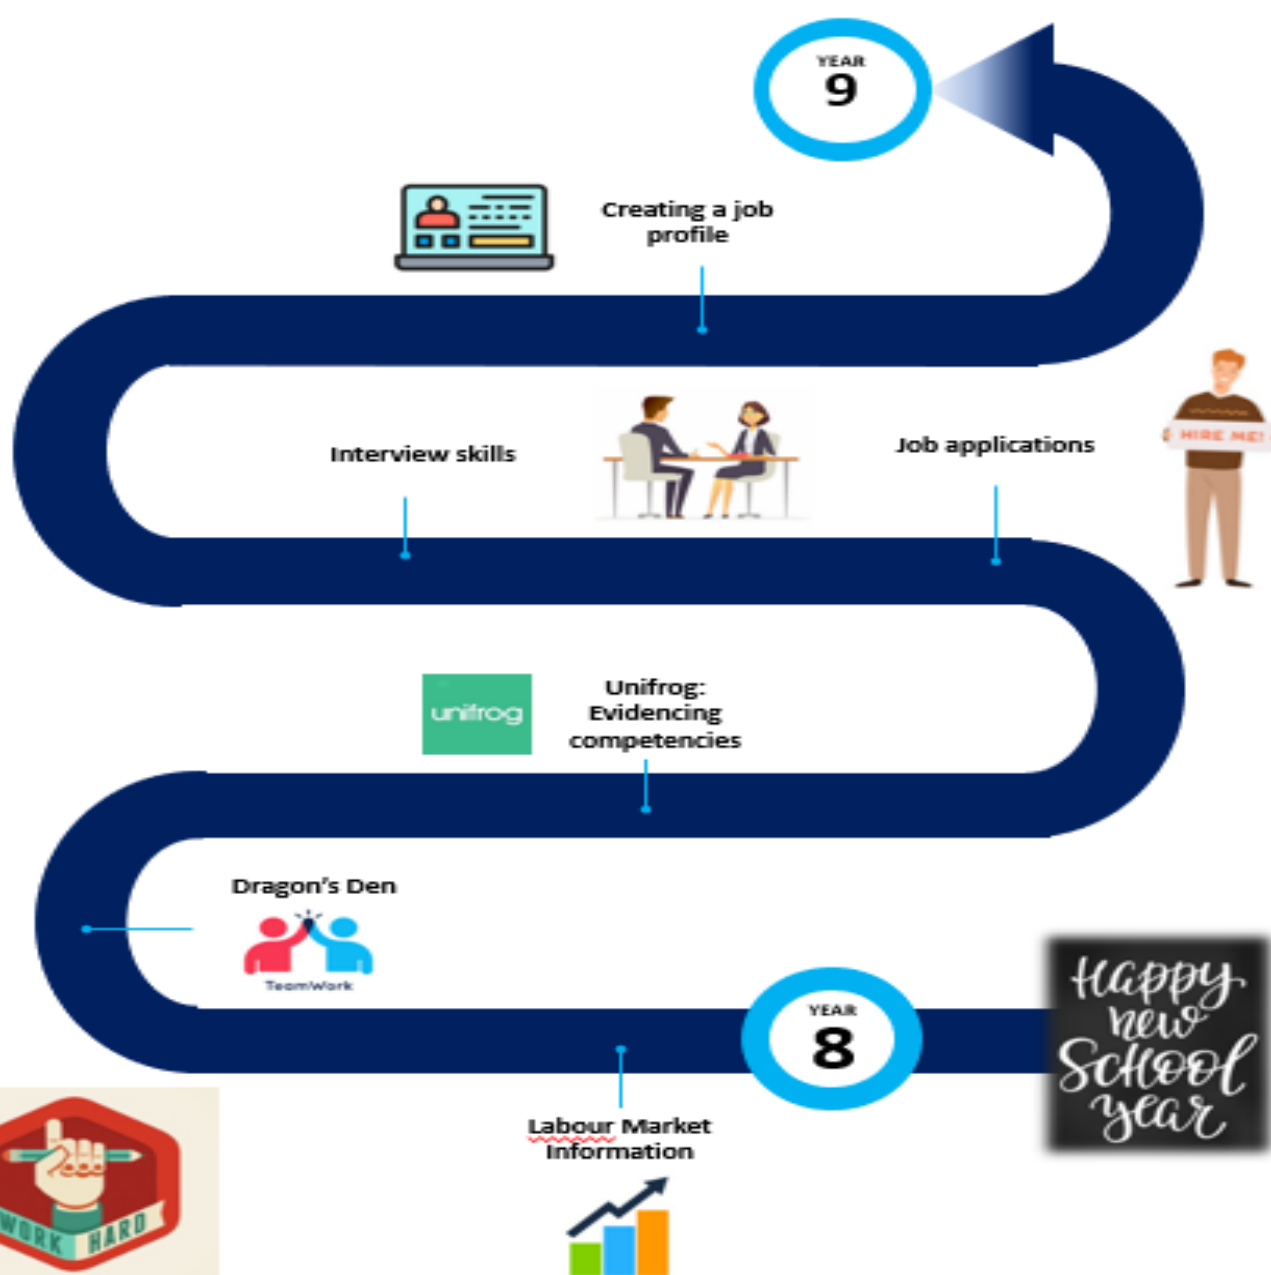 YEAR
9
Creating a job
profile
HIRE ME!
Interview skills
Job applications
unifrog
Unifrog:
Evidencing
competencies
Dragon's Den
TeamWork
Happy
new
School
year
YEAR
8
Labour Market
Information
WORK HARD